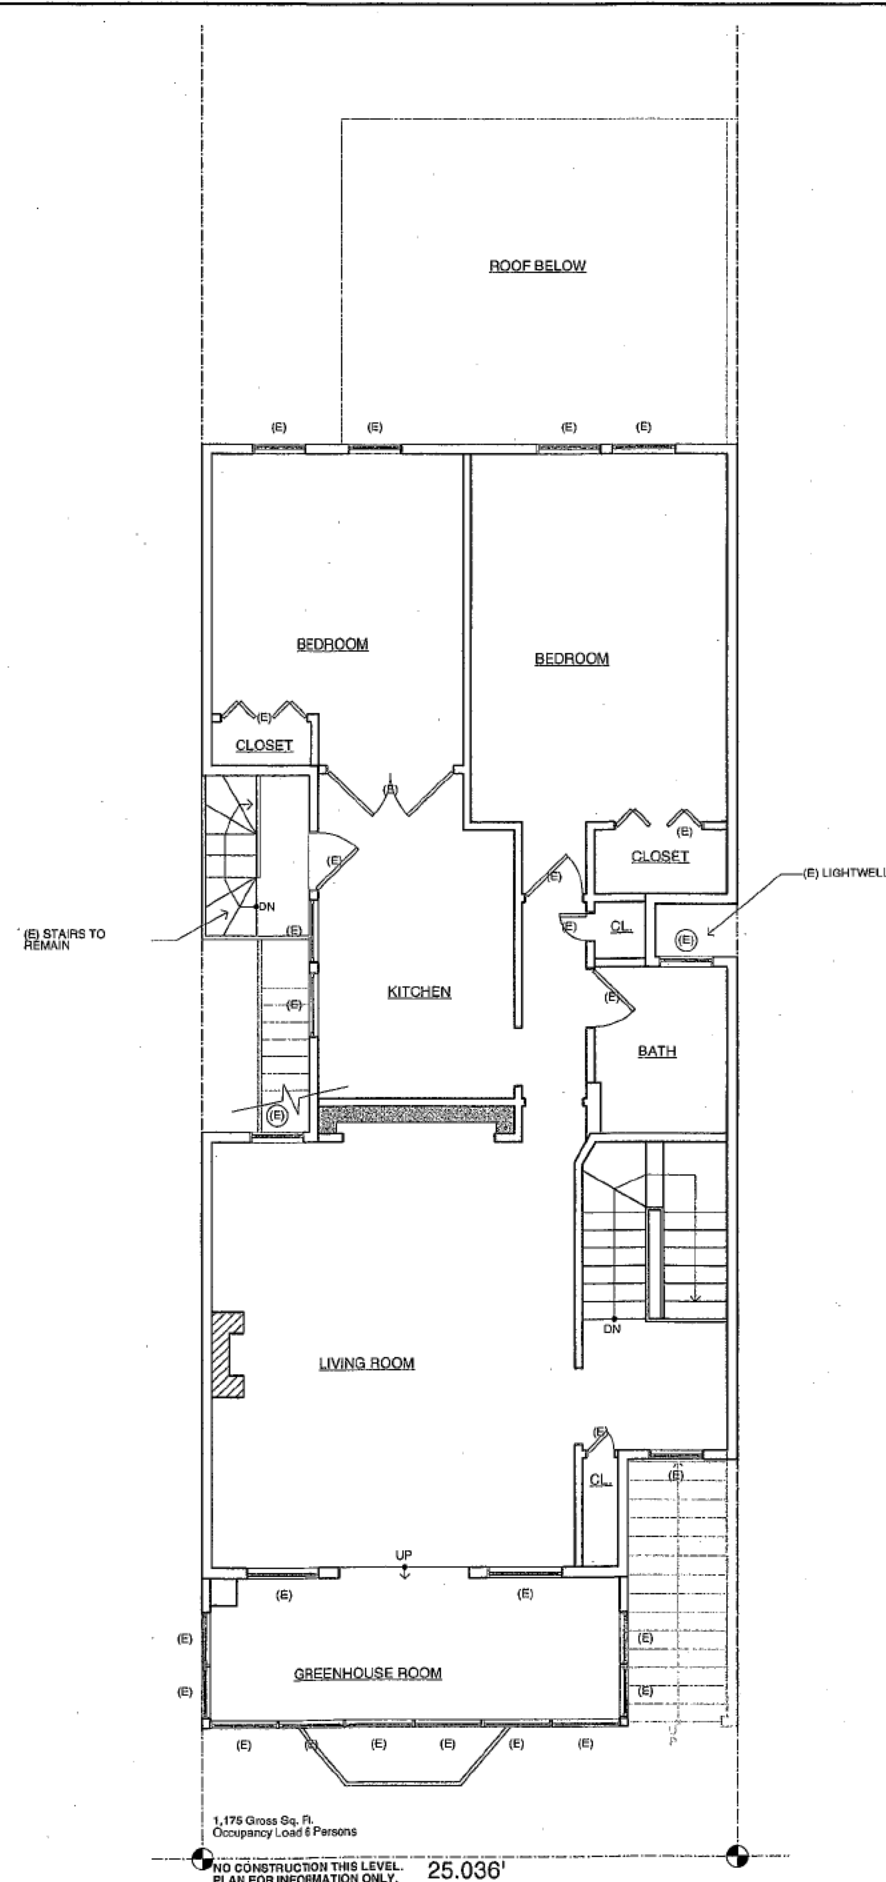 ROOF BELOW
(E)
(E)
(E)
(E)
BEDROOM
BEDROOM
(E)
CLOSET
(E)
(E)
CLOSET
(E)
(E)
(E) LIGHTWELL
DN
(E)
CL.
(E)
(E) STAIRS TO
REMAIN
(E)
KITCHEN
(E)
(E)
BATH
(E)
DN
LIVING ROOM
(E)
CL.
(E)
UP
(E)
(E)
(E)
(E)
GREENHOUSE ROOM
(E)
(E)
(E)
(E)
(E)
(E)
(E)
(E)
UP
1,175 Gross Sq. Ft.
Occupancy Load 6 Persons
NO CONSTRUCTION THIS LEVEL.
PLAN FOR INFORMATION ONLY.
25.036'